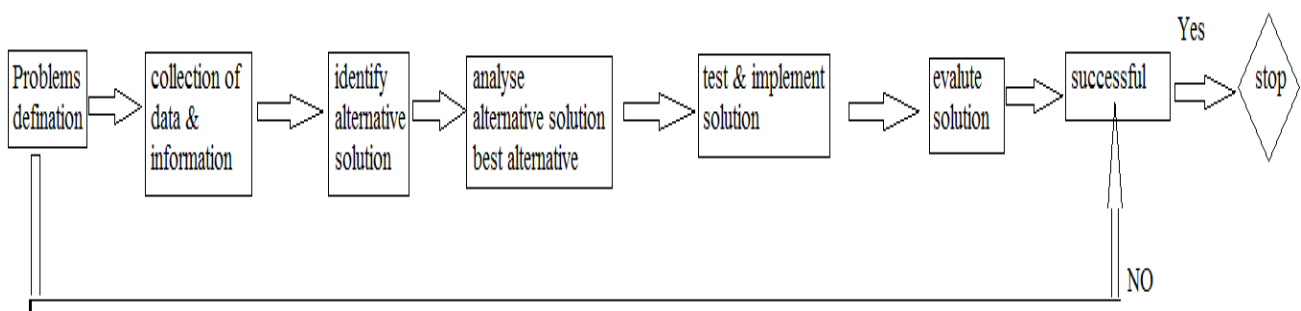 Problems
defination
collection of
data &
information
identify
alternative
solution
analyse
alternative solution
best alternative
test & implement
solution
evalute
solution
successful
Yes
stop
NO